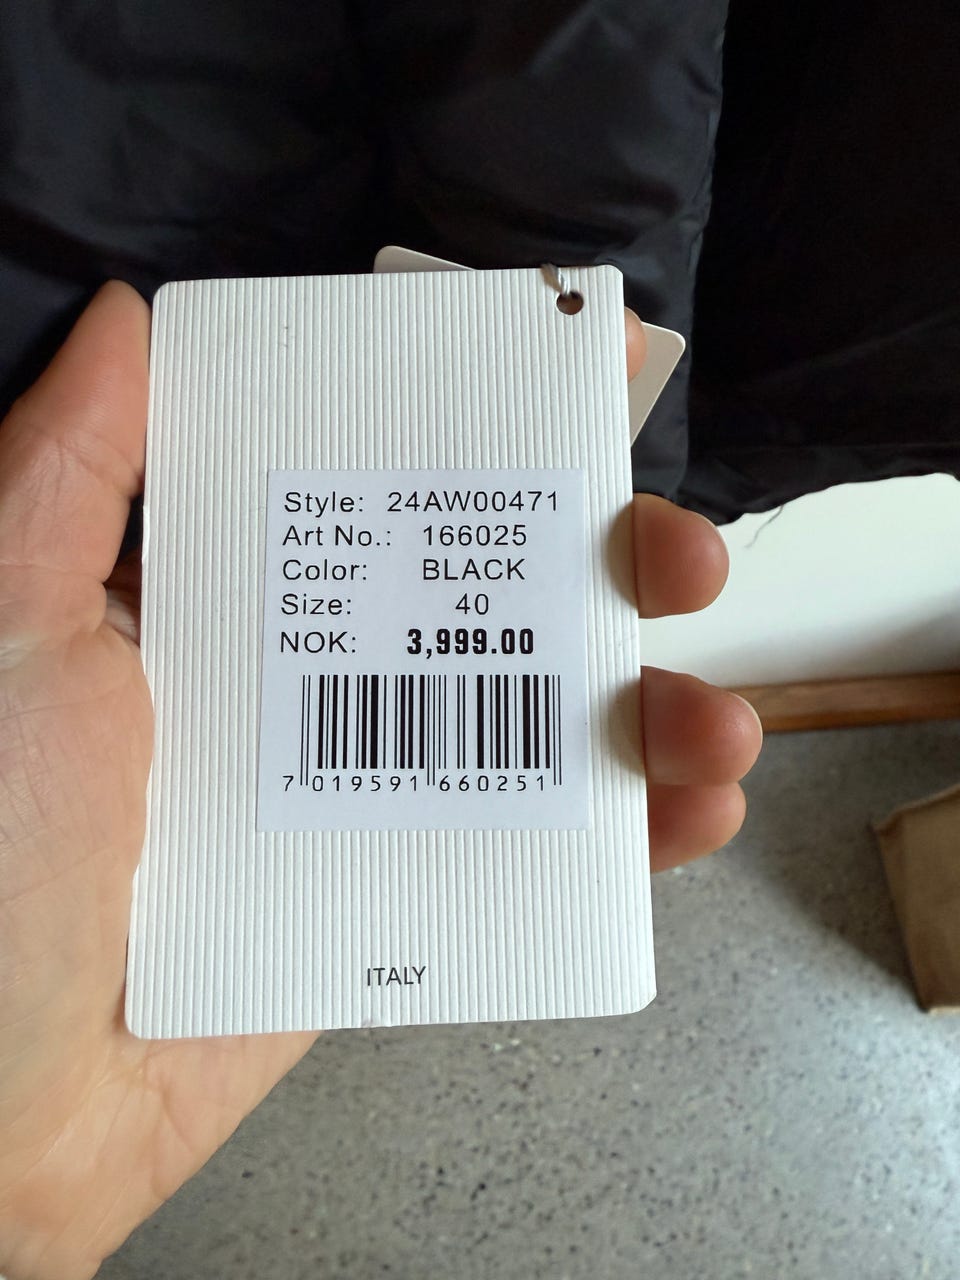 Style: 24AW00471
Art No.: 166025
Color: BLACK
Size: 40
NOK: 3,999.00
7 019591 660251
ITALY